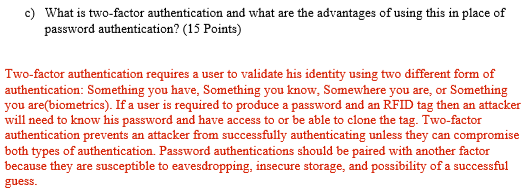 c) What is two-factor authentication and what are the advantages of using this in place of
password authentication? (15 Points)
Two-factor authentication requires a user to validate his identity using two different form of
authentication: Something you have, Something you know, Somewhere you are, or Something
you are(biometrics). If a user is required to produce a password and an RFID tag then an attacker
will need to know his password and have access to or be able to clone the tag. Two-factor
authentication prevents an attacker from successfully authenticating unless they can compromise
both types of authentication. Password authentications should be paired with another factor
because they are susceptible to eavesdropping, insecure storage, and possibility of a successful
guess.